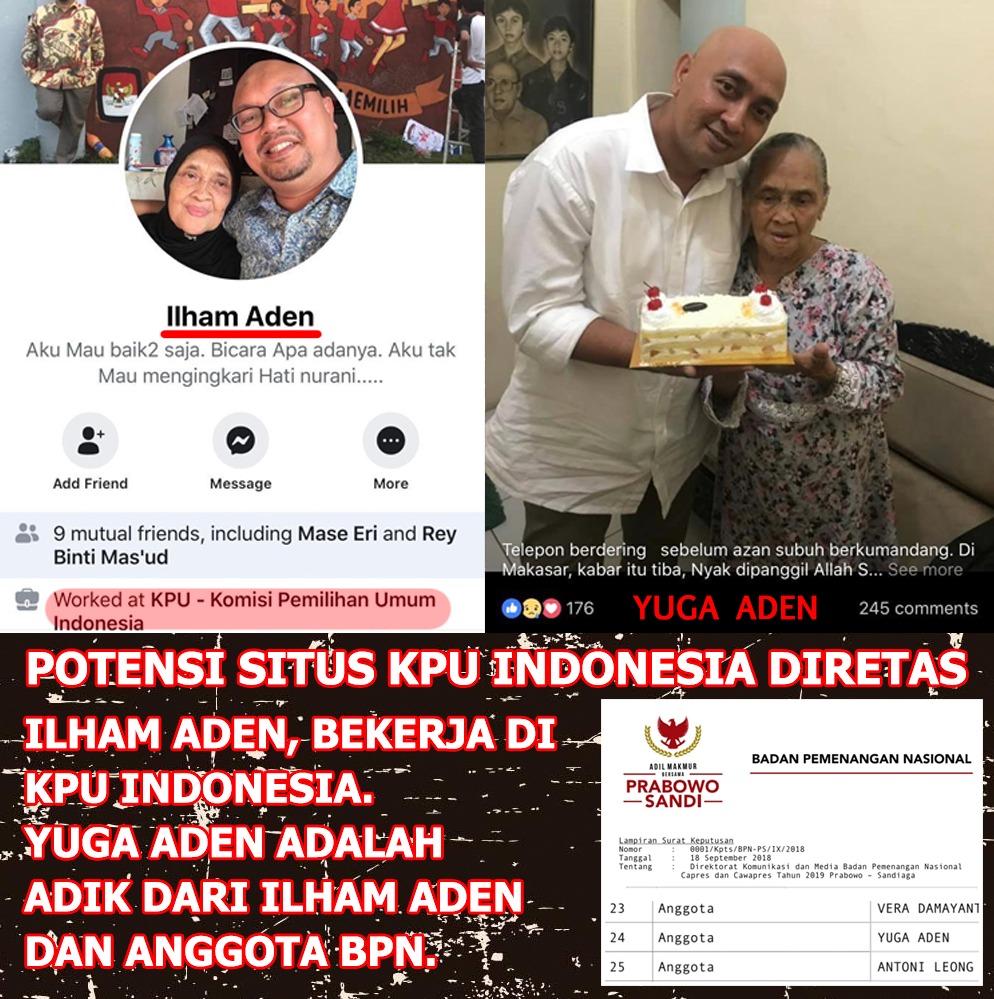 MEMILIH
Ilham Aden
Aku Mau baik2 saja. Bicara Apa adanya. Aku tak
Mau mengingkari Hati nurani.....
Add Friend
Message
More
9 mutual friends, including Mase Eri and Rey
Binti Mas'ud
Worked at KPU - Komisi Pemilihan Umum
Indonesia
Telepon berdering sebelum azan subuh berkumandang. Di
Makasar, kabar itu tiba, Nyak dipanggil Allah S... See more
176
YUGA ADEN
245 comments
POTENSI SITUS KPU INDONESIA DIRETAS
ILHAM ADEN, BEKERJA DI
KPU INDONESIA.
YUGA ADEN ADALAH
ADIK DARI ILHAM ADEN
DAN ANGGOTA BPN.
ADIL MAKMUR
BERSAMA
PRABOWO
SANDI
BADAN PEMENANGAN NASIONAL
Lampiran Surat Keputusan
Nomor : 0001/Kpts/BPN-PS/IX/2018
Tanggal : 18 September 2018
Tentang : Direktorat Komunikasi dan Media Badan Pemenangan Nasional
Capres dan Cawapres Tahun 2019 Prabowo – Sandiaga
23 Anggota VERA DAMAYANT
24 Anggota YUGA ADEN
25 Anggota ANTONI LEONG